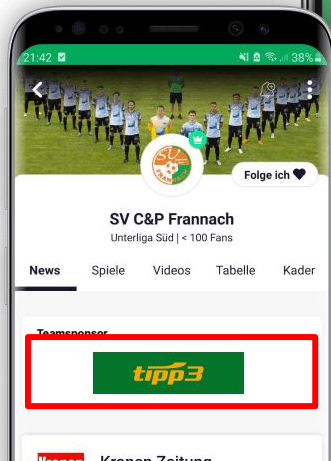 21:42
38%
Folge ich
SV C&P Frannach
Unterliga Süd | < 100 Fans
News Spiele Videos Tabelle Kader
Teamsponsor
tipp3
Kronen Zeitung